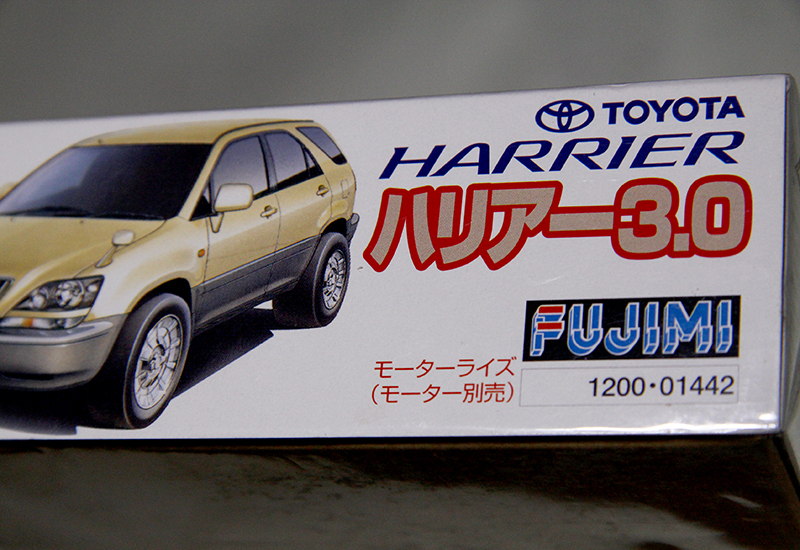 TOYOTA
HARRIER
ハリアー3.0
FUJIMI
モーターライズ
(モーター別売)
1200・01442